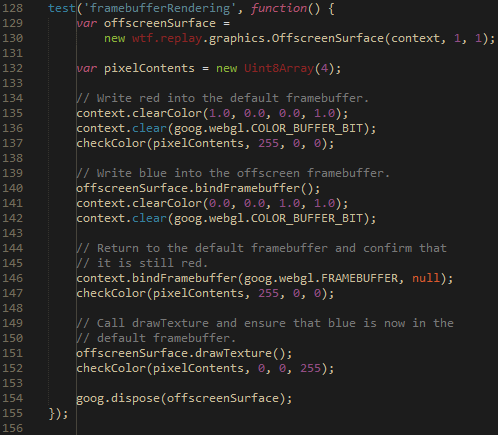 128 test('framebufferRendering', function() {
129 var offscreenSurface =
130 new wtf.replay.graphics.OffscreenSurface(context, 1, 1);
131
132 var pixelContents = new Uint8Array(4);
133
134 // Write red into the default framebuffer.
135 context.clearColor(1.0, 0.0, 0.0, 1.0);
136 context.clear(goog.webgl.COLOR_BUFFER_BIT);
137 checkColor(pixelContents, 255, 0, 0);
138
139 // Write blue into the offscreen framebuffer.
140 offscreenSurface.bindFramebuffer();
141 context.clearColor(0.0, 0.0, 1.0, 1.0);
142 context.clear(goog.webgl.COLOR_BUFFER_BIT);
143
144 // Return to the default framebuffer and confirm that
145 // it is still red.
146 context.bindFramebuffer(goog.webgl.FRAMEBUFFER, null);
147 checkColor(pixelContents, 255, 0, 0);
148
149 // Call drawTexture and ensure that blue is now in the
150 // default framebuffer.
151 offscreenSurface.drawTexture();
152 checkColor(pixelContents, 0, 0, 255);
153
154 goog.dispose(offscreenSurface);
155 });
156